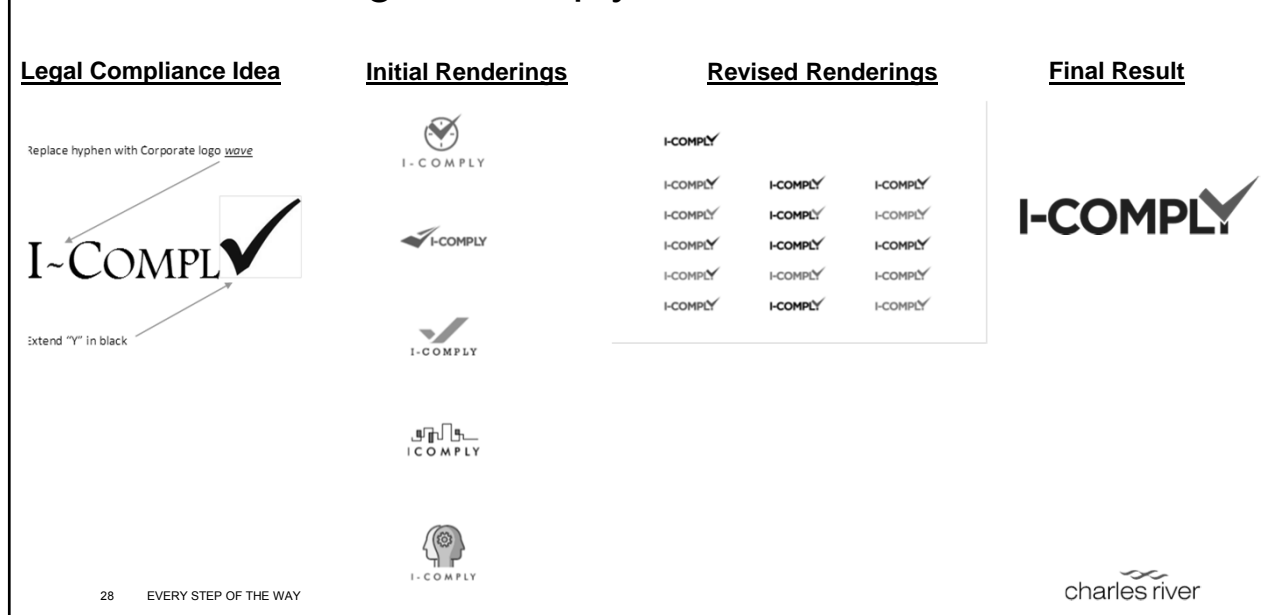 Legal Compliance Idea
Initial Renderings
Revised Renderings
Final Result
Replace hyphen with Corporate logo wave
I~COMPL
Extend "Y" in black
I-COMPLY
I-COMPLY
I-COMPLY
ICOMPLY
I-COMPLY
I-COMPLY
I-COMPLY I-COMPLY I-COMPLY
I-COMPLY I-COMPLY I-COMPLY
I-COMPLY I-COMPLY I-COMPLY
I-COMPLY I-COMPLY I-COMPLY
I-COMPLY I-COMPLY I-COMPLY
I-COMPLY
28 EVERY STEP OF THE WAY
charles river